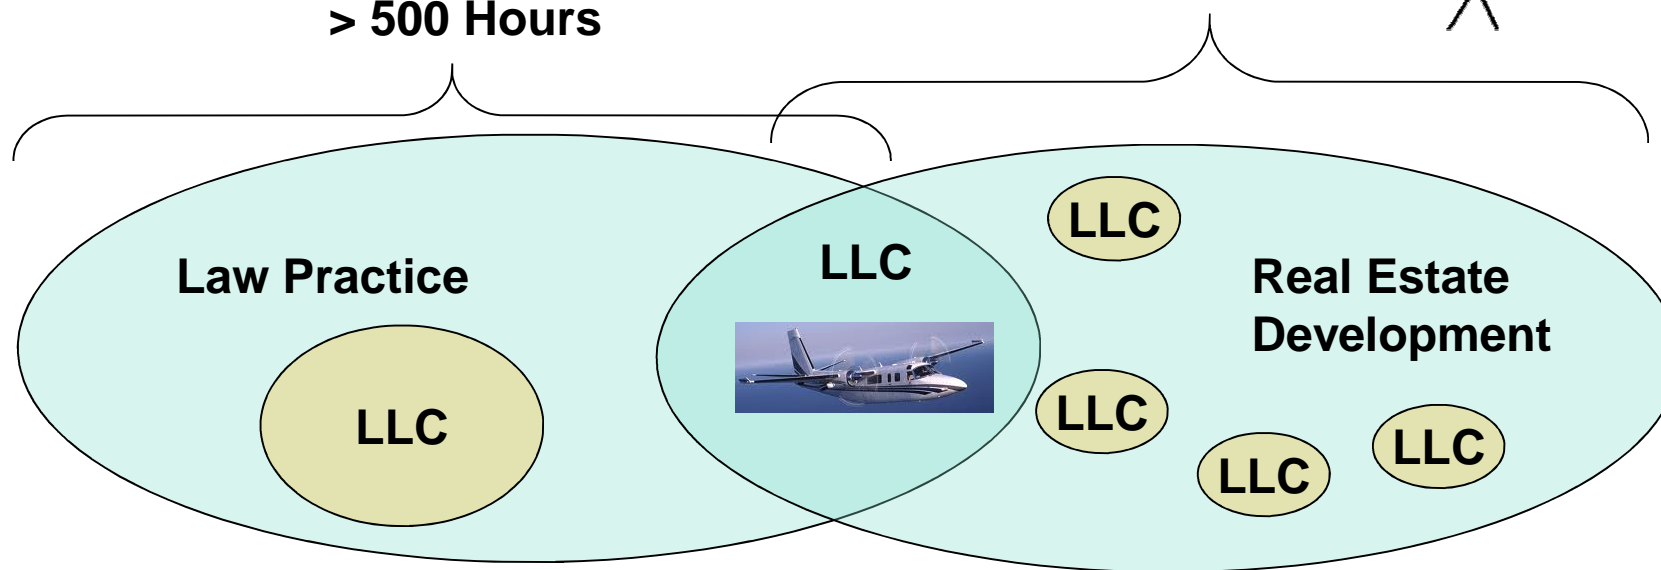 > 500 Hours
Law Practice
LLC
LLC
LLC
Real Estate
Development
LLC
LLC
LLC